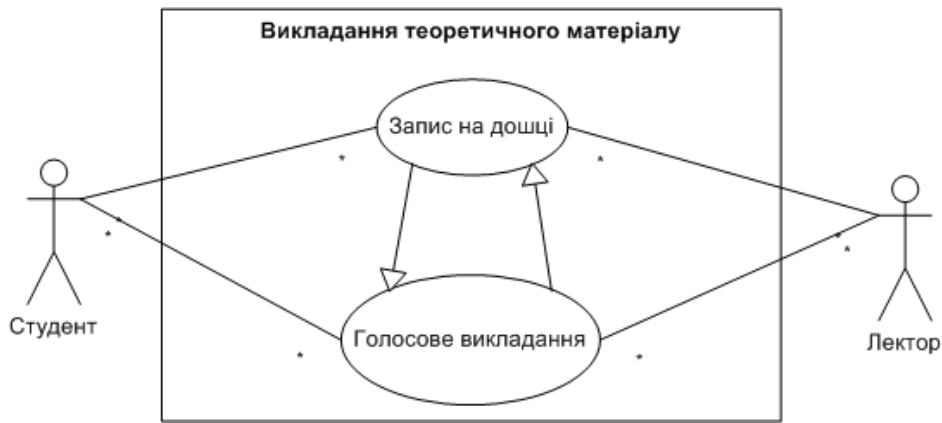 Викладання теоретичного матеріалу
Запис на дошці
*
*
*
*
*
*
Студент
Голосове викладання
*
*
Лектор